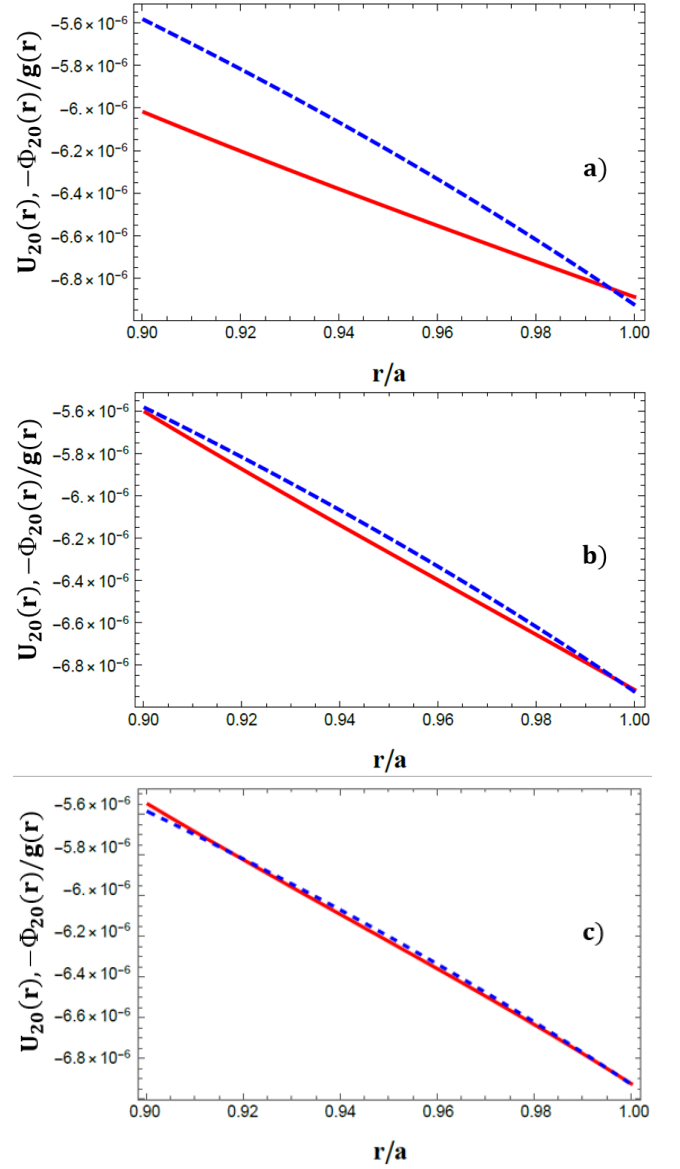 U₂₀(r), −Φ₂₀(r)/g(r)
−5.6 × 10⁻⁶
−5.8 × 10⁻⁶
−6. × 10⁻⁶
−6.2 × 10⁻⁶
−6.4 × 10⁻⁶
−6.6 × 10⁻⁶
−6.8 × 10⁻⁶
a)
0.90 0.92 0.94 0.96 0.98 1.00
r/a
U₂₀(r), −Φ₂₀(r)/g(r)
−5.6 × 10⁻⁶
−5.8 × 10⁻⁶
−6. × 10⁻⁶
−6.2 × 10⁻⁶
−6.4 × 10⁻⁶
−6.6 × 10⁻⁶
−6.8 × 10⁻⁶
b)
0.90 0.92 0.94 0.96 0.98 1.00
r/a
U₂₀(r), −Φ₂₀(r)/g(r)
−5.6 × 10⁻⁶
−5.8 × 10⁻⁶
−6. × 10⁻⁶
−6.2 × 10⁻⁶
−6.4 × 10⁻⁶
−6.6 × 10⁻⁶
−6.8 × 10⁻⁶
c)
0.90 0.92 0.94 0.96 0.98 1.00
r/a